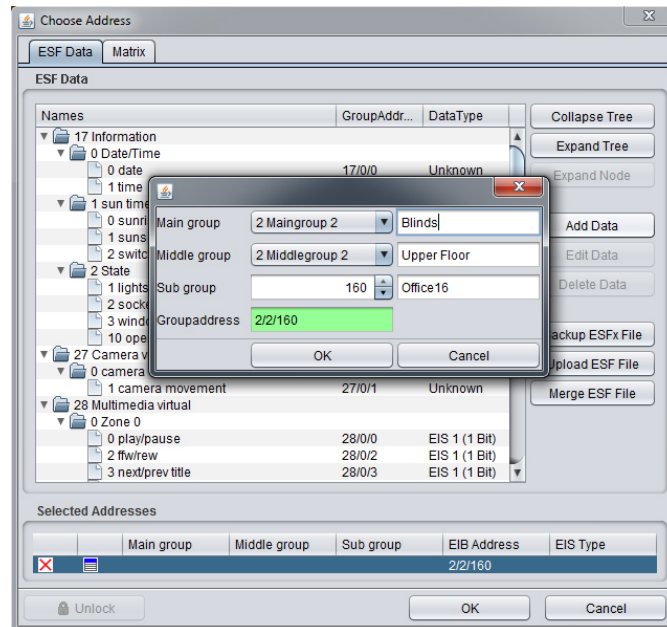 Choose Address
ESF Data Matrix
ESF Data
Names GroupAddr... DataType
17 Information
0 Date/Time
0 date 17/0/0 Unknown
1 time
1 sun time
0 sunri
1 suns
2 switc
2 State
1 lights
2 socke
3 windo
10 ope
27 Camera v
0 camera
1 camera movement 27/0/1 Unknown
28 Multimedia virtual
0 Zone 0
0 play/pause 28/0/0 EIS 1 (1 Bit)
2 ffw/rew 28/0/2 EIS 1 (1 Bit)
3 next/prev title 28/0/3 EIS 1 (1 Bit)
Collapse Tree
Expand Tree
Expand Node
Add Data
Edit Data
Delete Data
ackup ESFx File
Upload ESF File
Merge ESF File
Main group 2 Maingroup 2 Blinds
Middle group 2 Middlegroup 2 Upper Floor
Sub group 160 Office16
Groupaddress 2/2/160
OK Cancel
Selected Addresses
Main group Middle group Sub group EIB Address EIS Type
2/2/160
Unlock OK Cancel